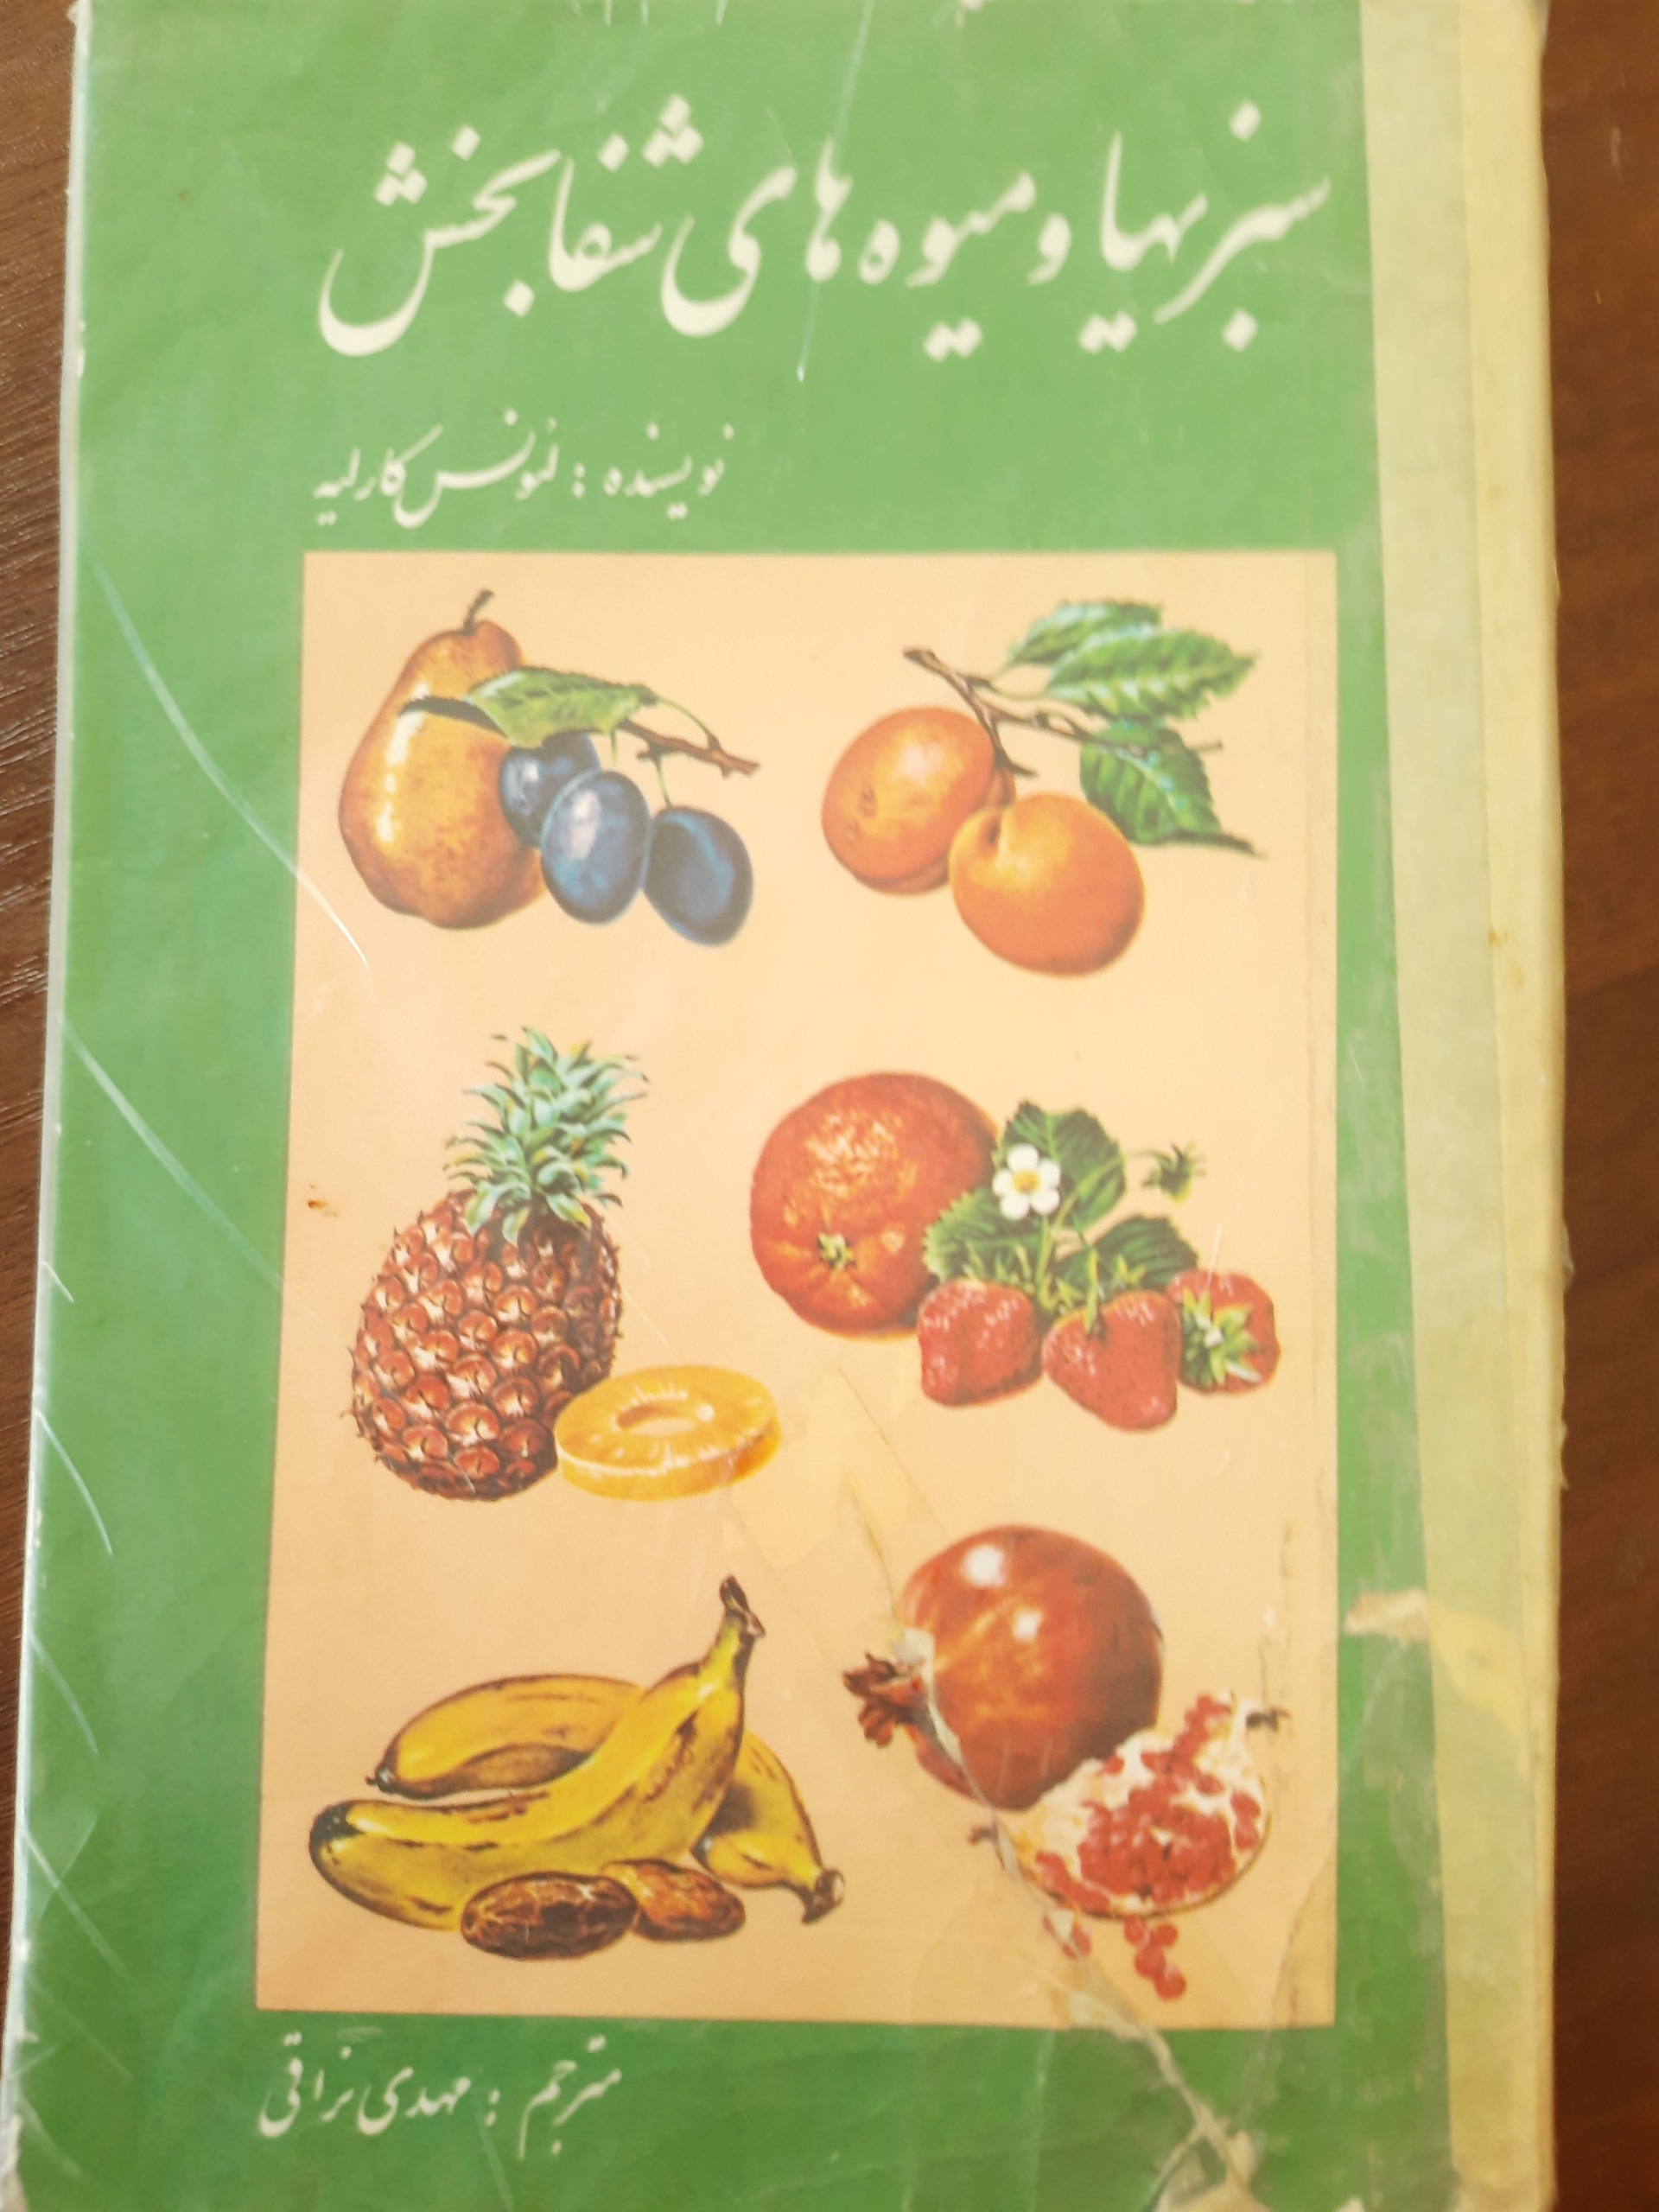 سبزیها و میوه های شفابخش
نویسنده : لئونس کارلیه
مترجم : مهدی نراقی